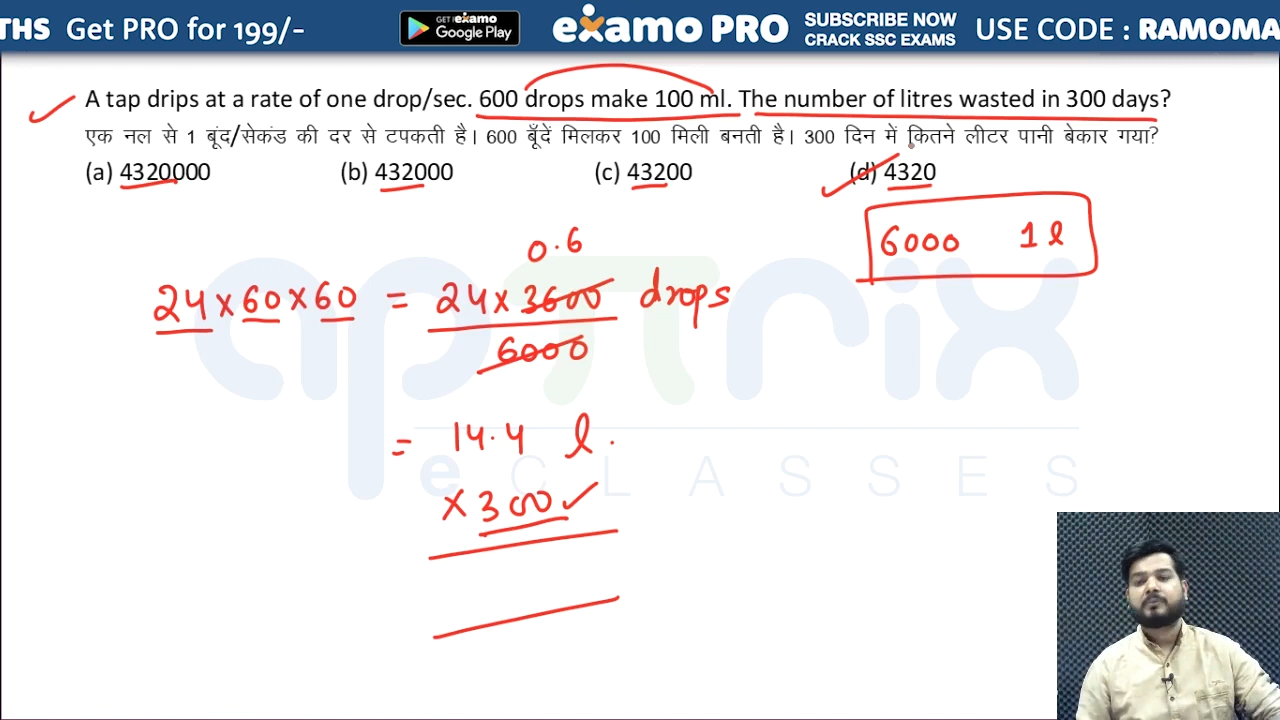 THS Get PRO for 199/- GET IT examo Google Play examo PRO SUBSCRIBE NOW CRACK SSC EXAMS USE CODE : RAMOMA
A tap drips at a rate of one drop/sec. 600 drops make 100 ml. The number of litres wasted in 300 days?
एक नल से 1 बूंद/सेकंड की दर से टपकती है। 600 बूँदें मिलकर 100 मिली बनती है। 300 दिन में कितने लीटर पानी बेकार गया?
(a) 4320000 (b) 432000 (c) 43200 (d) 4320
6000 1 l
0.6
24 × 60 × 60 = 24 × 3600 drops
6000
= 14.4 l.
× 300
aptrix
eCLASSES